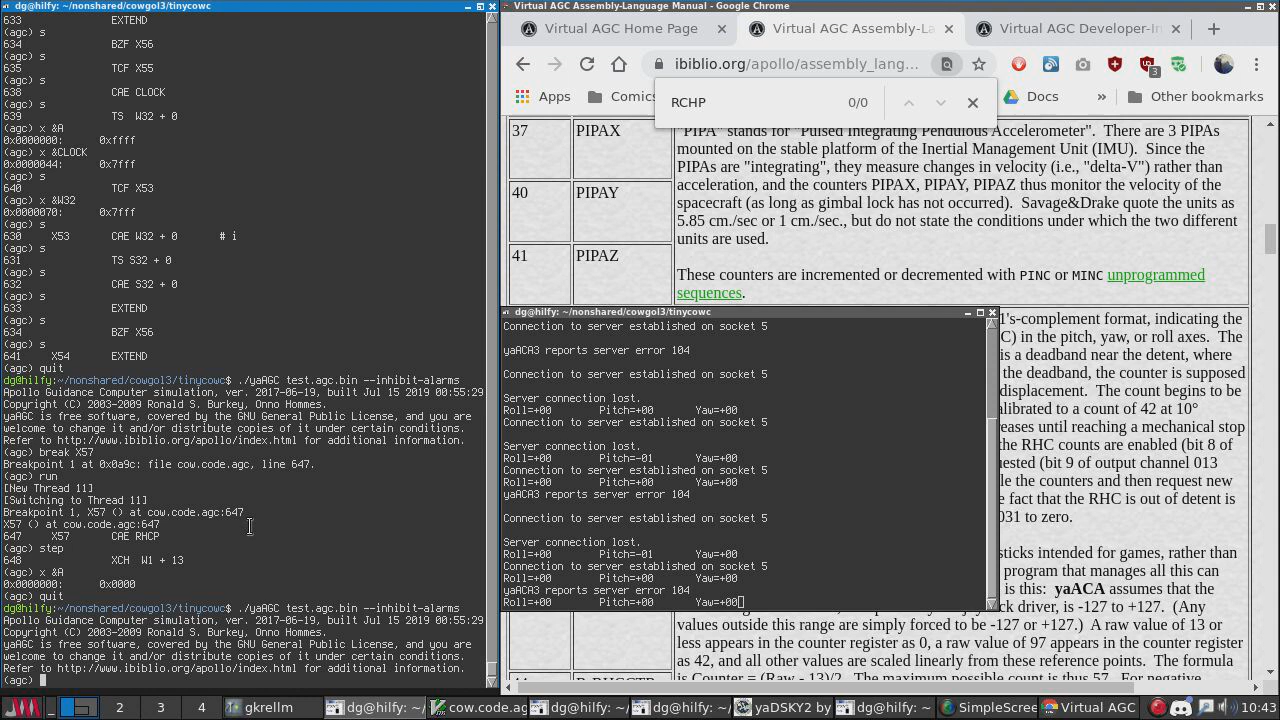 dg@hilfy: ~/nonshared/cowgol3/tinycowc
633 EXTEND
(agc) s
634 BZF X56
(agc) s
635 TCF X55
(agc) s
638 CAE CLOCK
(agc) s
639 TS W32 + 0
(agc) x &A
0x0000000: 0xffff
(agc) x &CLOCK
0x0000044: 0x7fff
(agc) s
640 TCF X53
(agc) x &W32
0x0000070: 0x7fff
(agc) s
630 X53 CAE W32 + 0 # i
(agc) s
631 TS S32 + 0
(agc) s
632 CAE S32 + 0
(agc) s
633 EXTEND
(agc) s
634 BZF X56
(agc) s
641 X54 EXTEND
(agc) quit
dg@hilfy:~/nonshared/cowgol3/tinycowc$ ./yaAGC test.agc.bin --inhibit-alarms
Apollo Guidance Computer simulation, ver. 2017-06-19, built Jul 15 2019 00:55:29
Copyright (C) 2003-2009 Ronald S. Burkey, Onno Hommes.
yaAGC is free software, covered by the GNU General Public License, and you are
welcome to change it and/or distribute copies of it under certain conditions.
Refer to http://www.ibiblio.org/apollo/index.html for additional information.
(agc) break X57
Breakpoint 1 at 0x0a9c: file cow.code.agc, line 647.
(agc) run
[New Thread 11]
[Switching to Thread 11]
Breakpoint 1, X57 () at cow.code.agc:647
X57 () at cow.code.agc:647
647 X57 CAE RHCP
(agc) step
648 XCH W1 + 13
(agc) x &A
0x0000000: 0x0000
(agc) quit
dg@hilfy:~/nonshared/cowgol3/tinycowc$ ./yaAGC test.agc.bin --inhibit-alarms
Apollo Guidance Computer simulation, ver. 2017-06-19, built Jul 15 2019 00:55:29
Copyright (C) 2003-2009 Ronald S. Burkey, Onno Hommes.
yaAGC is free software, covered by the GNU General Public License, and you are
welcome to change it and/or distribute copies of it under certain conditions.
Refer to http://www.ibiblio.org/apollo/index.html for additional information.
(agc)
Virtual AGC Assembly-Language Manual - Google Chrome
Virtual AGC Home Page
Virtual AGC Assembly-La
Virtual AGC Developer-In
ibiblio.org/apollo/assembly_lang...
3
Apps Comics Docs » Other bookmarks
RCHP 0/0
37 PIPAX
40 PIPAY
41 PIPAZ
"PIPA" stands for "Pulsed Integrating Pendulous Accelerometer". There are 3 PIPAs
mounted on the stable platform of the Inertial Management Unit (IMU). Since the
PIPAs are "integrating", they measure changes in velocity (i.e., "delta-V") rather than
acceleration, and the counters PIPAX, PIPAY, PIPAZ thus monitor the velocity of the
spacecraft (as long as gimbal lock has not occurred). Savage&Drake quote the units as
5.85 cm./sec or 1 cm./sec., but do not state the conditions under which the two different
units are used.
These counters are incremented or decremented with PINC or MINC unprogrammed
sequences.
1's-complement format, indicating the
C) in the pitch, yaw, or roll axes. The
is a deadband near the detent, where
the deadband, the counter is supposed
displacement. The count begins to be
alibrated to a count of 42 at 10°
reases until reaching a mechanical stop
the RHC counts are enabled (bit 8 of
uested (bit 9 of output channel 013
le the counters and then request new
e fact that the RHC is out of detent is
031 to zero.
sticks intended for games, rather than
program that manages all this can
is this: yaACA assumes that the
ck driver, is -127 to +127. (Any
values outside this range are simply forced to be -127 or +127.) A raw value of 13 or
less appears in the counter register as 0, a raw value of 97 appears in the counter register
as 42, and all other values are scaled linearly from these reference points. The formula
is Counter = (Raw - 13)/2. The maximum possible count is thus 57. For negative
dg@hilfy: ~/nonshared/cowgol3/tinycowc
Connection to server established on socket 5
yaACA3 reports server error 104
Connection to server established on socket 5
Server connection lost.
Roll=+00 Pitch=+00 Yaw=+00
Connection to server established on socket 5
Server connection lost.
Roll=+00 Pitch=-01 Yaw=+00
Connection to server established on socket 5
Roll=+00 Pitch=+00 Yaw=+00
yaACA3 reports server error 104
Connection to server established on socket 5
Server connection lost.
Roll=+00 Pitch=-01 Yaw=+00
Connection to server established on socket 5
Roll=+00 Pitch=+00 Yaw=+00
yaACA3 reports server error 104
Roll=+00 Pitch=+00 Yaw=+00
2 3 4 gkrellm dg@hilfy: ~/ cow.code.ag dg@hilfy: ~/ dg@hilfy: ~/ yaDSKY2 by dg@hilfy: ~/ SimpleScree Virtual AGC 10:43